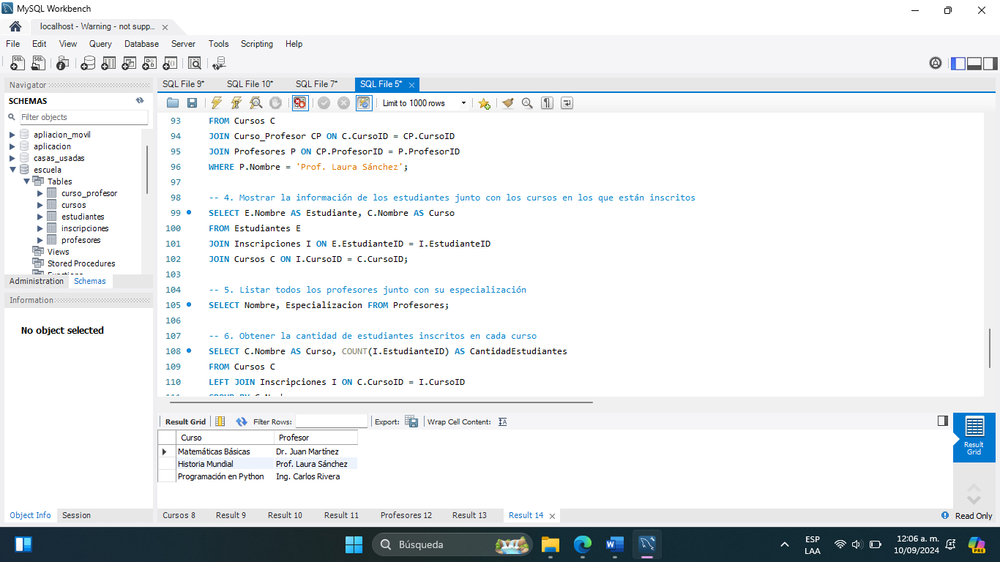 MySQL Workbench
localhost - Warning - not supp...
File Edit View Query Database Server Tools Scripting Help
Navigator
SCHEMAS
Filter objects
apliacion_movil
aplicacion
casas_usadas
escuela
Tables
curso_profesor
cursos
estudiantes
inscripciones
profesores
Views
Stored Procedures
Administration Schemas
Information
No object selected
Object Info Session
SQL File 9* SQL File 10* SQL File 7* SQL File 5*
Limit to 1000 rows
93 FROM Cursos C
94 JOIN Curso_Profesor CP ON C.CursoID = CP.CursoID
95 JOIN Profesores P ON CP.ProfesorID = P.ProfesorID
96 WHERE P.Nombre = 'Prof. Laura Sánchez';
97
98 -- 4. Mostrar la información de los estudiantes junto con los cursos en los que están inscritos
99 SELECT E.Nombre AS Estudiante, C.Nombre AS Curso
100 FROM Estudiantes E
101 JOIN Inscripciones I ON E.EstudianteID = I.EstudianteID
102 JOIN Cursos C ON I.CursoID = C.CursoID;
103
104 -- 5. Listar todos los profesores junto con su especialización
105 SELECT Nombre, Especializacion FROM Profesores;
106
107 -- 6. Obtener la cantidad de estudiantes inscritos en cada curso
108 SELECT C.Nombre AS Curso, COUNT(I.EstudianteID) AS CantidadEstudiantes
109 FROM Cursos C
110 LEFT JOIN Inscripciones I ON C.CursoID = I.CursoID
Result Grid Filter Rows: Export: Wrap Cell Content:
Curso Profesor
Matemáticas Básicas Dr. Juan Martínez
Historia Mundial Prof. Laura Sánchez
Programación en Python Ing. Carlos Rivera
Result
Grid
Cursos 8 Result 9 Result 10 Result 11 Profesores 12 Result 13 Result 14
Read Only
Búsqueda
ESP
LAA
12:06 a. m.
10/09/2024
PRE